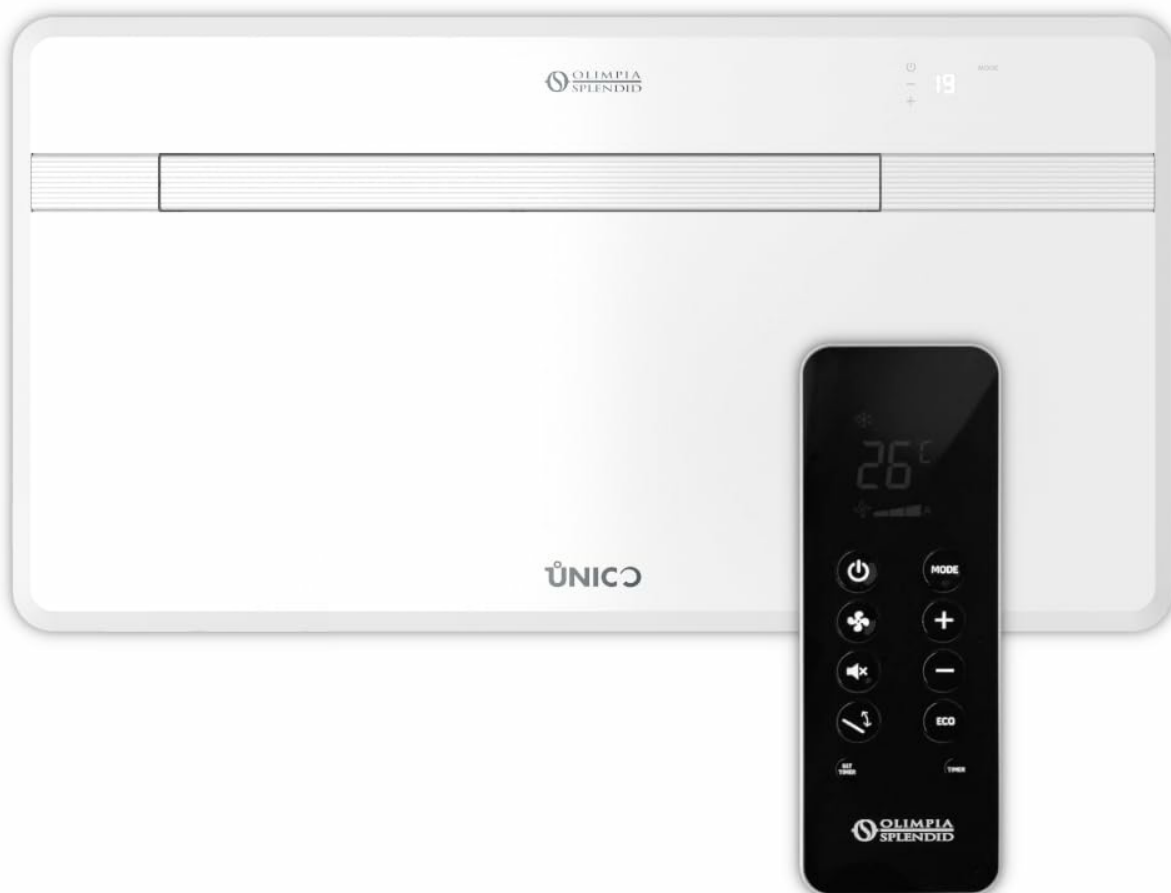 OLIMPIA
SPLENDID
MODE
19
ŮNICO
26 C
A
MODE
ECO
SET
TIMER
TIMER
OLIMPIA
SPLENDID